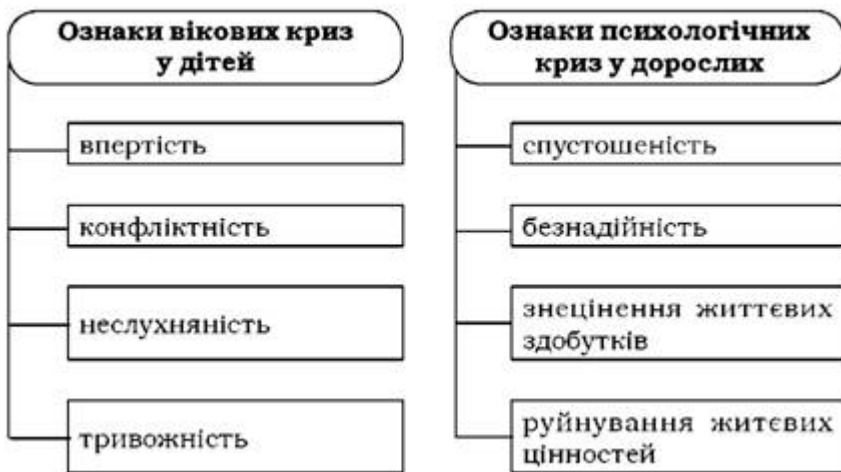 Ознаки вікових криз
у дітей
впертість
конфліктність
неслухняність
тривожність
Ознаки психологічних
криз у дорослих
спустошеність
безнадійність
знецінення життєвих
здобутків
руйнування житєвих
цінностей